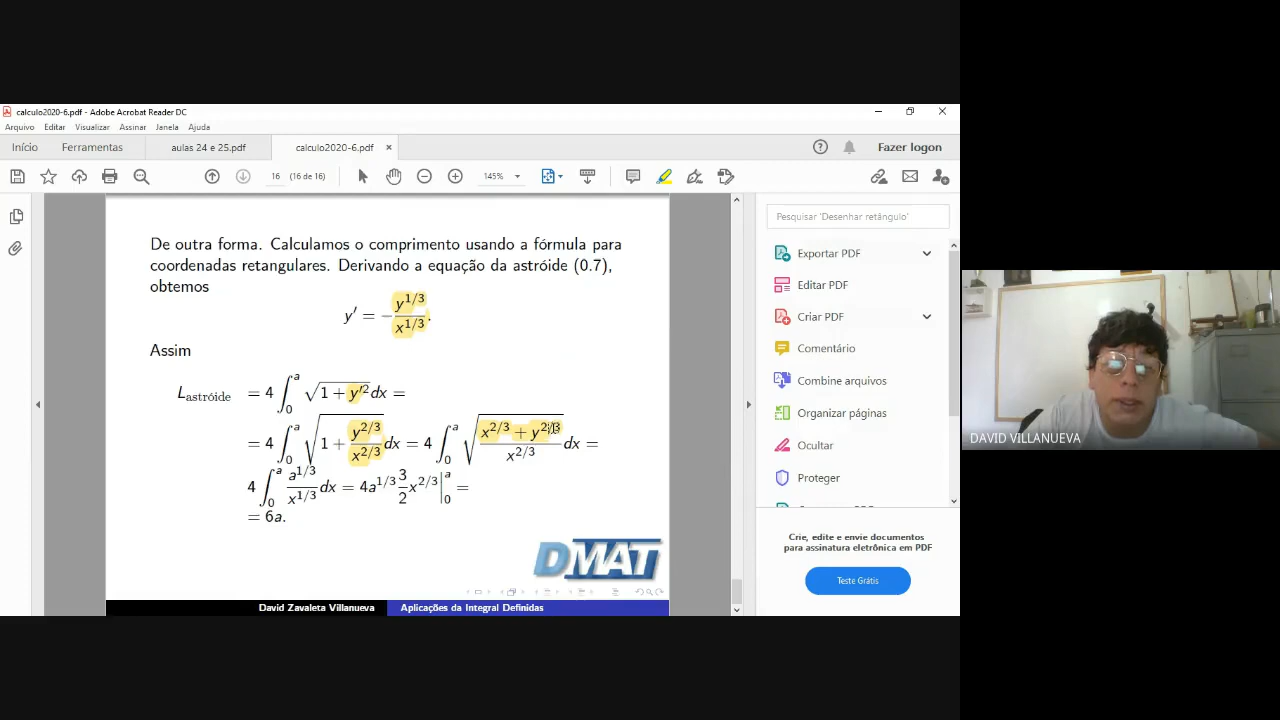 calculo2020-6.pdf - Adobe Acrobat Reader DC
Arquivo Editar Visualizar Assinar Janela Ajuda
Início Ferramentas aulas 24 e 25.pdf calculo2020-6.pdf × Fazer logon
16 (16 de 16) 145%
De outra forma. Calculamos o comprimento usando a fórmula para
coordenadas retangulares. Derivando a equação da astróide (0.7),
obtemos
y′ = −y^{1/3}/x^{1/3}.
Assim
L_{astróide} = 4 ∫_0^a √(1 + y′^2) dx =
= 4 ∫_0^a √(1 + y^{2/3}/x^{2/3}) dx = 4 ∫_0^a √((x^{2/3} + y^{2/3})/x^{2/3}) dx =
4 ∫_0^a a^{1/3}/x^{1/3} dx = 4a^{1/3} 3/2 x^{2/3} |_0^a =
= 6a.
DMAT
David Zavaleta Villanueva Aplicações da Integral Definidas
Pesquisar 'Desenhar retângulo'
Exportar PDF
Editar PDF
Criar PDF
Comentário
Combine arquivos
Organizar páginas
Ocultar
Proteger
Crie, edite e envie documentos
para assinatura eletrônica em PDF
Teste Grátis
DAVID VILLANUEVA